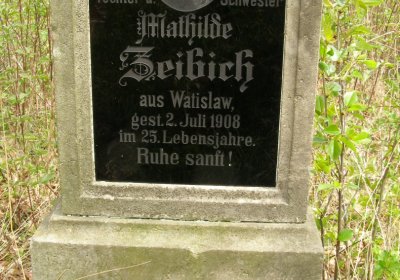 Tochter u. Schwester
Mathilde
Zeibich
aus Watislaw,
gest. 2. Juli 1908
im 23. Lebensjahre.
Ruhe sanft!